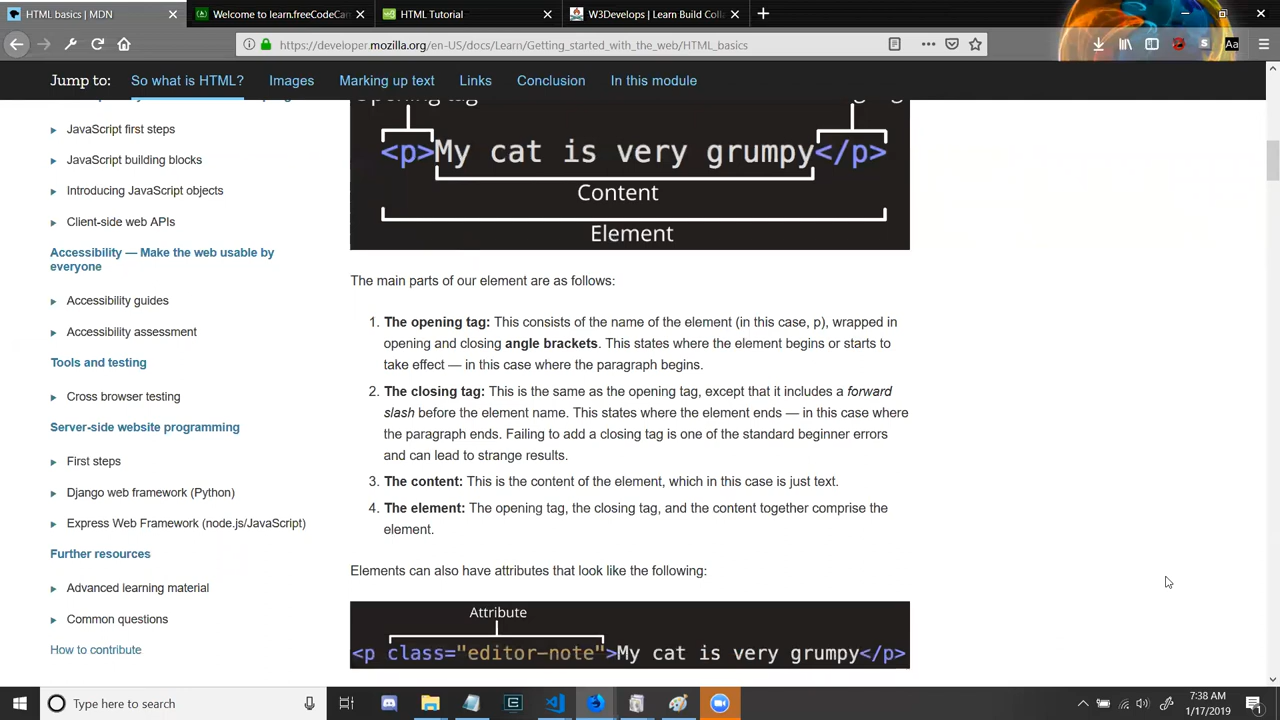 HTML basics | MDN
Welcome to learn.freeCodeCam
HTML Tutorial
W3Develops | Learn Build Colla
https://developer.mozilla.org/en-US/docs/Learn/Getting_started_with_the_web/HTML_basics
Aa
Jump to: So what is HTML? Images Marking up text Links Conclusion In this module
JavaScript first steps
JavaScript building blocks
Introducing JavaScript objects
Client-side web APIs
Accessibility — Make the web usable by
everyone
Accessibility guides
Accessibility assessment
Tools and testing
Cross browser testing
Server-side website programming
First steps
Django web framework (Python)
Express Web Framework (node.js/JavaScript)
Further resources
Advanced learning material
Common questions
How to contribute
Opening tag
<p>My cat is very grumpy</p>
Content
Element
The main parts of our element are as follows:
1. The opening tag: This consists of the name of the element (in this case, p), wrapped in
opening and closing angle brackets. This states where the element begins or starts to
take effect — in this case where the paragraph begins.
2. The closing tag: This is the same as the opening tag, except that it includes a forward
slash before the element name. This states where the element ends — in this case where
the paragraph ends. Failing to add a closing tag is one of the standard beginner errors
and can lead to strange results.
3. The content: This is the content of the element, which in this case is just text.
4. The element: The opening tag, the closing tag, and the content together comprise the
element.
Elements can also have attributes that look like the following:
Attribute
<p class="editor-note">My cat is very grumpy</p>
Type here to search
7:38 AM
1/17/2019